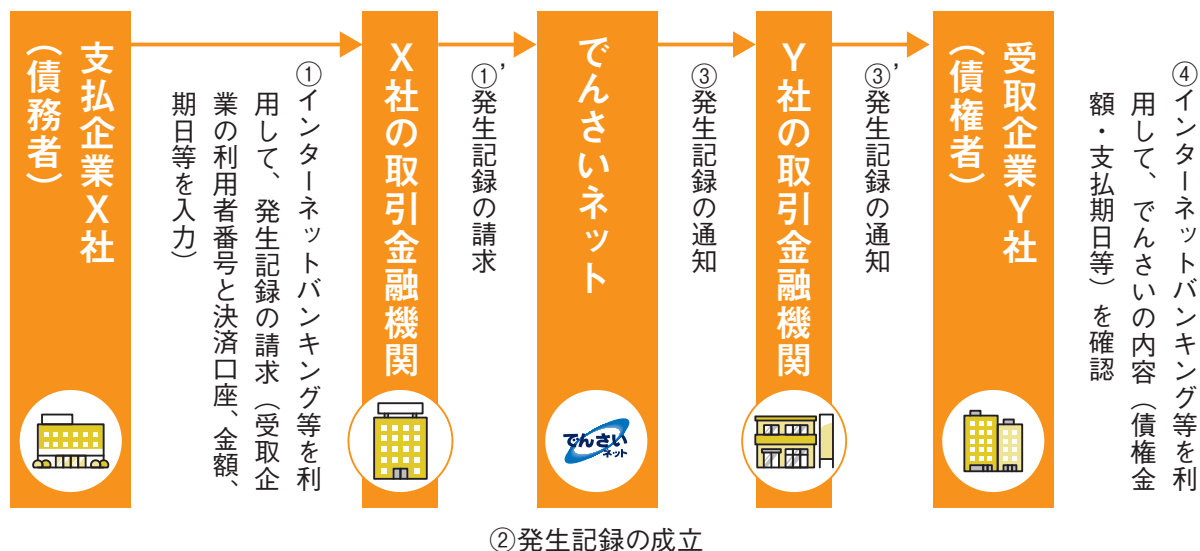 支払企業X社
（債務者）
①インターネットバンキング等を利
用して、発生記録の請求（受取企
業の利用者番号と決済口座、金額、
期日等を入力）
X社の取引金融機関
①’発生記録の請求
でんさいネット
でんさい
ネット
②発生記録の成立
③発生記録の通知
Y社の取引金融機関
③’発生記録の通知
受取企業Y社
（債権者）
④インターネットバンキング等を利
用して、でんさいの内容（債権金
額・支払期日等）を確認